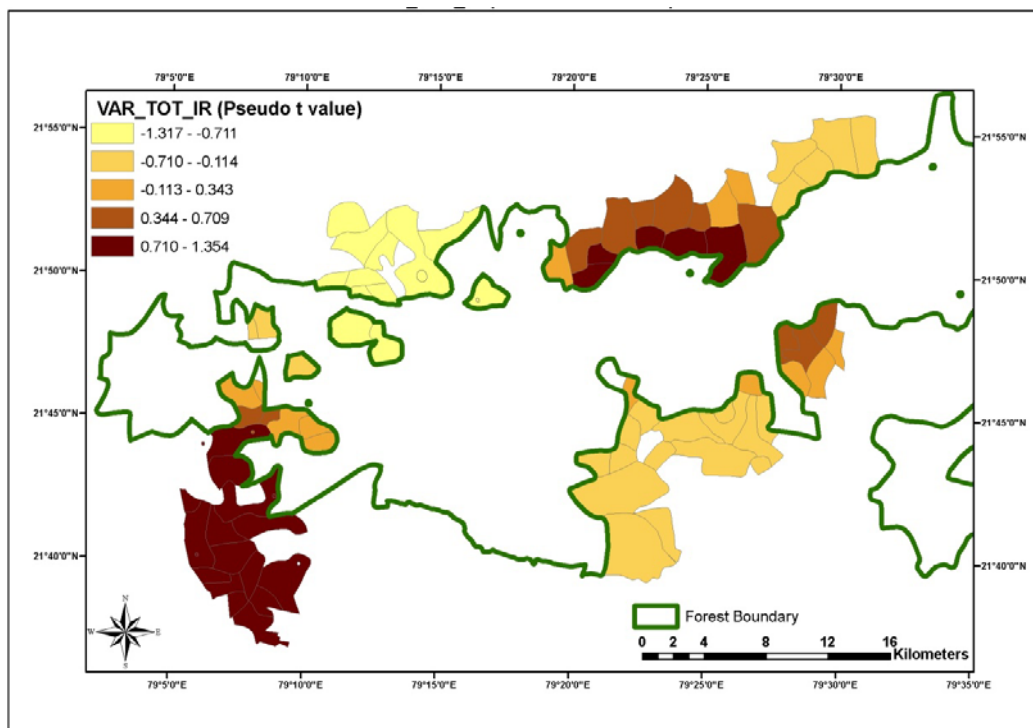 79°5'0"E 79°10'0"E 79°15'0"E 79°20'0"E 79°25'0"E 79°30'0"E
VAR_TOT_IR (Pseudo t value)
-1.317 - -0.711
-0.710 - -0.114
-0.113 - 0.343
0.344 - 0.709
0.710 - 1.354
21°55'0"N 21°55'0"N
21°50'0"N 21°50'0"N
21°45'0"N 21°45'0"N
21°40'0"N 21°40'0"N
N
W E
S
Forest Boundary
0 2 4 8 12 16
Kilometers
79°5'0"E 79°10'0"E 79°15'0"E 79°20'0"E 79°25'0"E 79°30'0"E 79°35'0"E